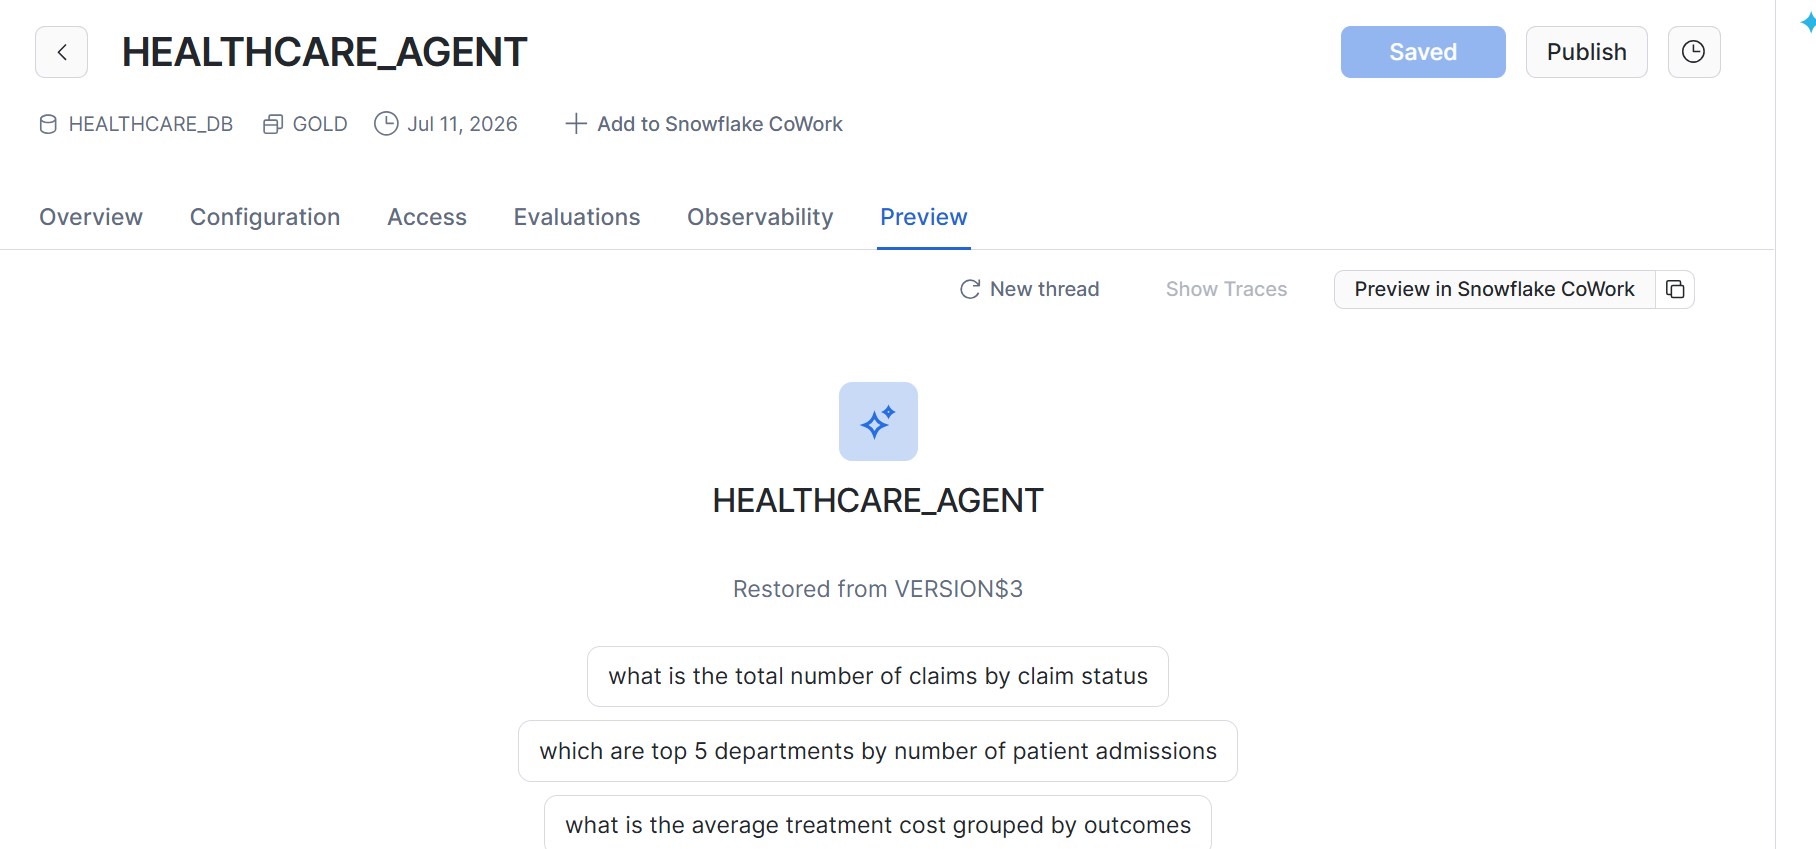 HEALTHCARE_AGENT
Saved
Publish
HEALTHCARE_DB
GOLD
Jul 11, 2026
Add to Snowflake CoWork
Overview
Configuration
Access
Evaluations
Observability
Preview
New thread
Show Traces
Preview in Snowflake CoWork
HEALTHCARE_AGENT
Restored from VERSION$3
what is the total number of claims by claim status
which are top 5 departments by number of patient admissions
what is the average treatment cost grouped by outcomes